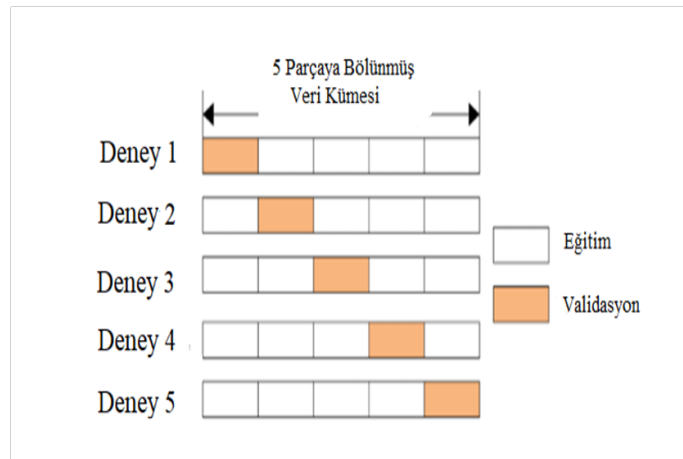 5 Parçaya Bölünmüş
Veri Kümesi
Deney 1
Deney 2
Deney 3
Deney 4
Deney 5
Eğitim
Validasyon